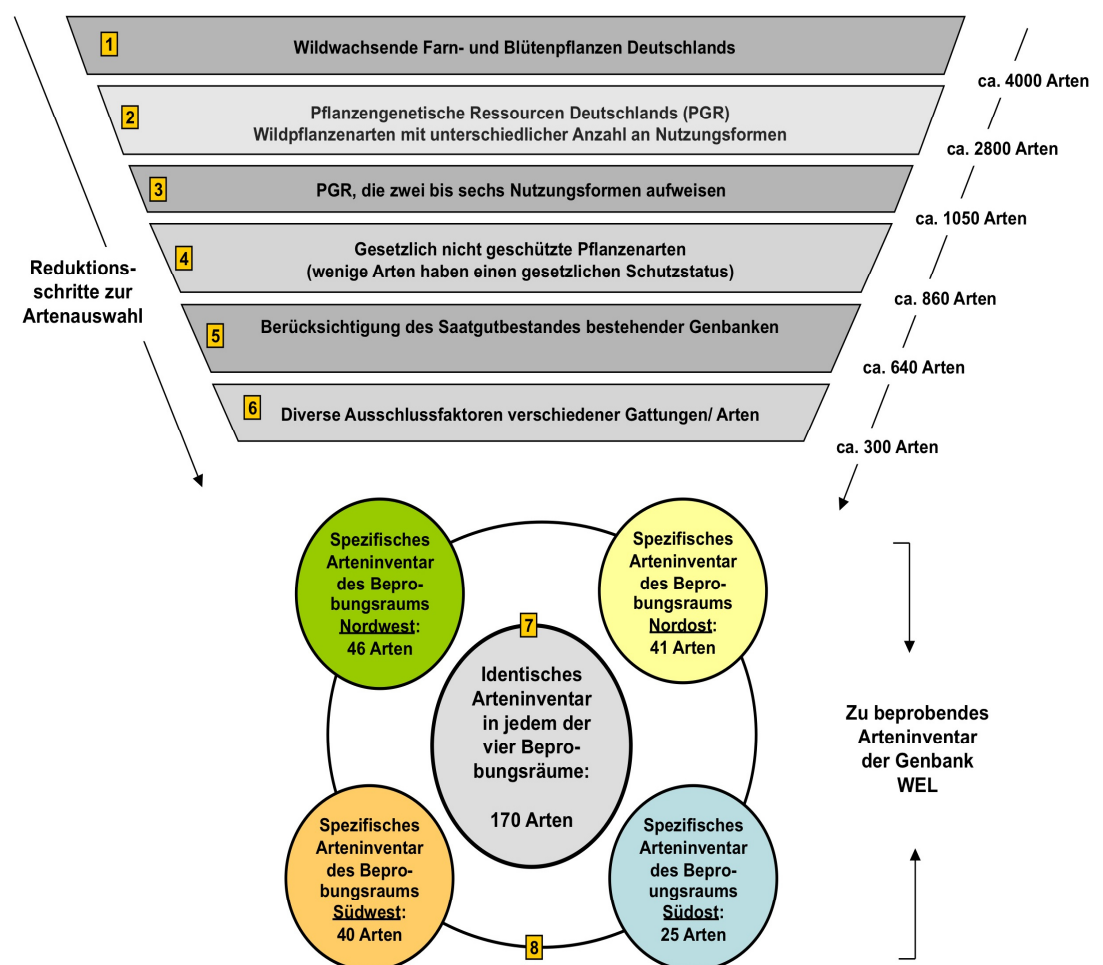 1
Wildwachsende Farn- und Blütenpflanzen Deutschlands
ca. 4000 Arten
2
Pflanzengenetische Ressourcen Deutschlands (PGR)
Wildpflanzenarten mit unterschiedlicher Anzahl an Nutzungsformen
ca. 2800 Arten
3
PGR, die zwei bis sechs Nutzungsformen aufweisen
ca. 1050 Arten
4
Gesetzlich nicht geschützte Pflanzenarten
(wenige Arten haben einen gesetzlichen Schutzstatus)
ca. 860 Arten
5
Berücksichtigung des Saatgutbestandes bestehender Genbanken
ca. 640 Arten
6
Diverse Ausschlussfaktoren verschiedener Gattungen/ Arten
ca. 300 Arten
Reduktions-
schritte zur
Artenauswahl
Spezifisches
Arteninventar
des Bepro-
bungsraums
Nordwest:
46 Arten
Spezifisches
Arteninventar
des Bepro-
bungsraums
Nordost:
41 Arten
7
Identisches
Arteninventar
in jedem der
vier Bepro-
bungsräume:
170 Arten
Zu beprobendes
Arteninventar
der Genbank
WEL
Spezifisches
Arteninventar
des Bepro-
bungsraums
Südwest:
40 Arten
Spezifisches
Arteninventar
des Bepro-
ungsraums
Südost:
25 Arten
8